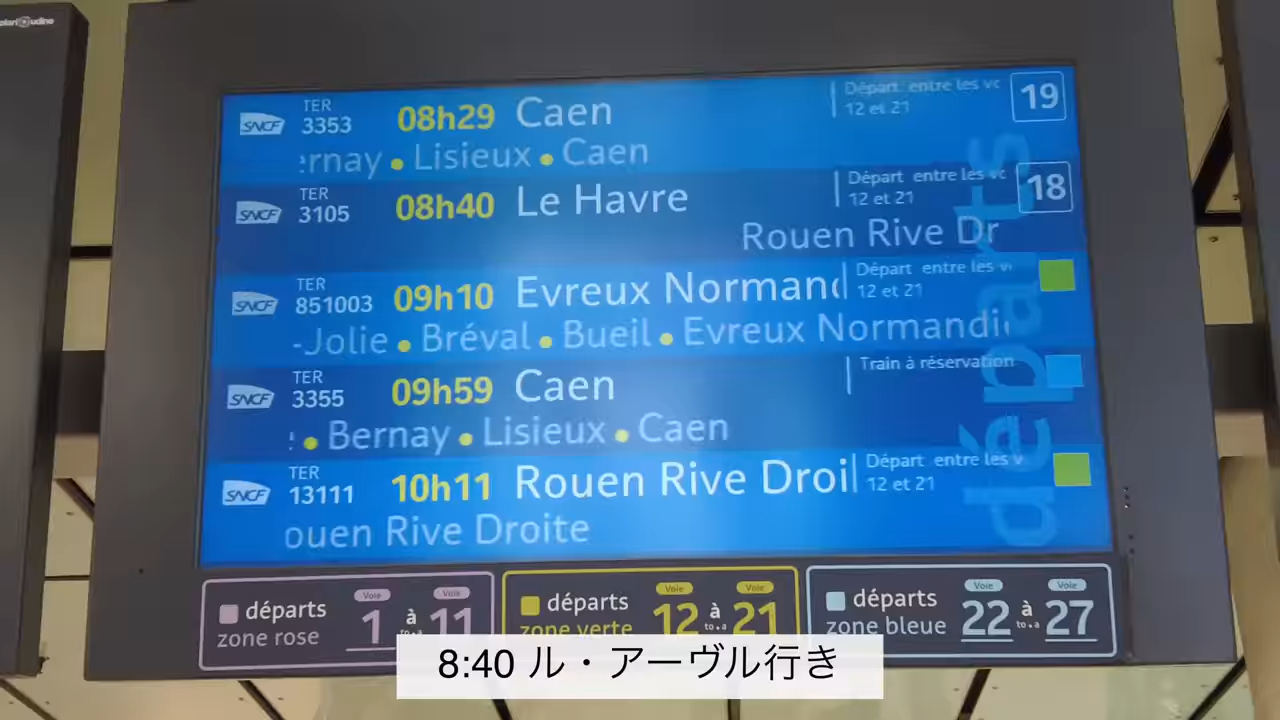 SNCF TER 3353 08h29 Caen Départ entre les vo 12 et 21 19
rnay • Lisieux • Caen
SNCF TER 3105 08h40 Le Havre Départ entre les vo 12 et 21 18
Rouen Rive Dr
SNCF TER 851003 09h10 Evreux Normand Départ entre les v 12 et 21
-Jolie • Bréval • Bueil • Evreux Normandi
SNCF TER 3355 09h59 Caen Train à réservation
• Bernay • Lisieux • Caen
SNCF TER 13111 10h11 Rouen Rive Droi Départ entre les v 12 et 21
ouen Rive Droite
départs
départs zone rose Voie 1 à to • a Voie 11
départs zone verte Voie 12 à to • a Voie 21
départs zone bleue Voie 22 à to • a Voie 27
8:40 ル・アーヴル行き